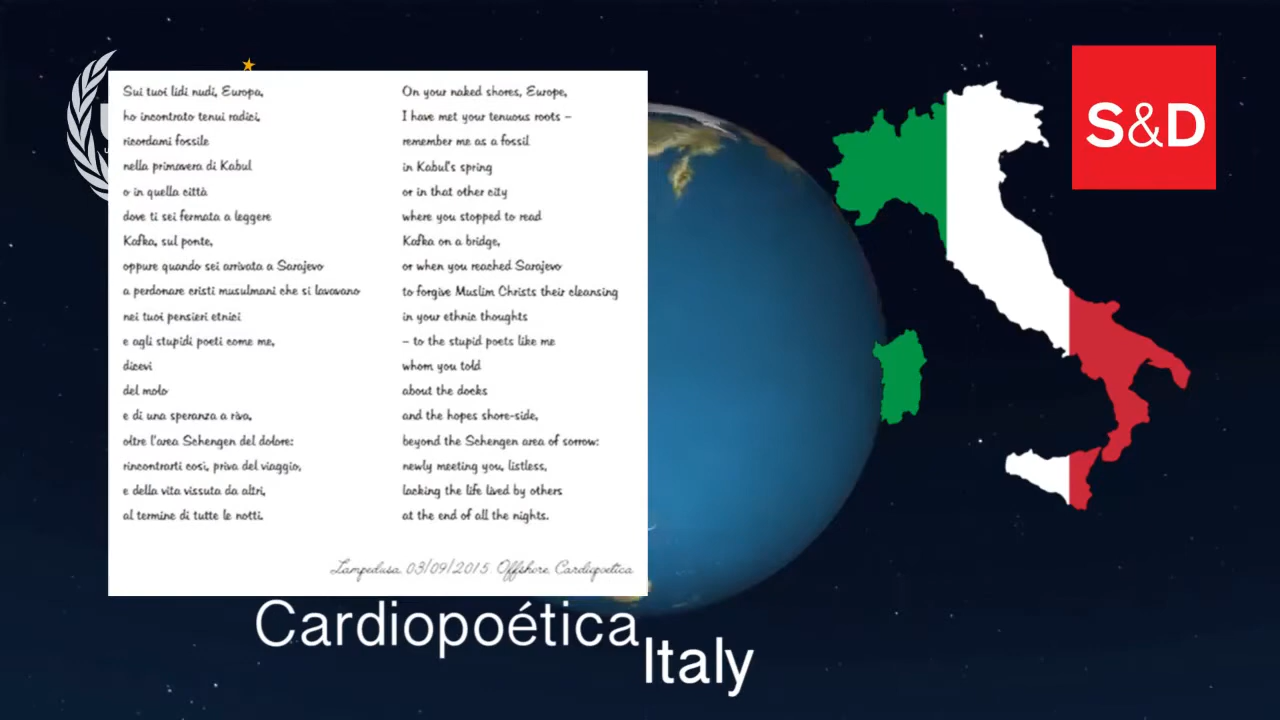 Sui tuoi lidi nudi, Europa,
ho incontrato tenui radici,
ricordami fossile
nella primavera di Kabul
o in quella città
dove ti sei fermata a leggere
Kafka, sul ponte,
oppure quando sei arrivata a Sarajevo
a perdonare cristi musulmani che si lavavano
nei tuoi pensieri etnici
e agli stupidi poeti come me,
dicevi
del molo
e di una speranza a riva,
oltre l'area Schengen del dolore:
rincontrarti così, priva del viaggio,
e della vita vissuta da altri,
al termine di tutte le notti.
On your naked shores, Europe,
I have met your tenuous roots –
remember me as a fossil
in Kabul's spring
or in that other city
where you stopped to read
Kafka on a bridge,
or when you reached Sarajevo
to forgive Muslim Christs their cleansing
in your ethnic thoughts
– to the stupid poets like me
whom you told
about the docks
and the hopes shore-side,
beyond the Schengen area of sorrow:
newly meeting you, listless,
lacking the life lived by others
at the end of all the nights.
Lampedusa, 03/09/2015. Offshore, Cardiopoetica
S&D
Cardiopoética
Italy